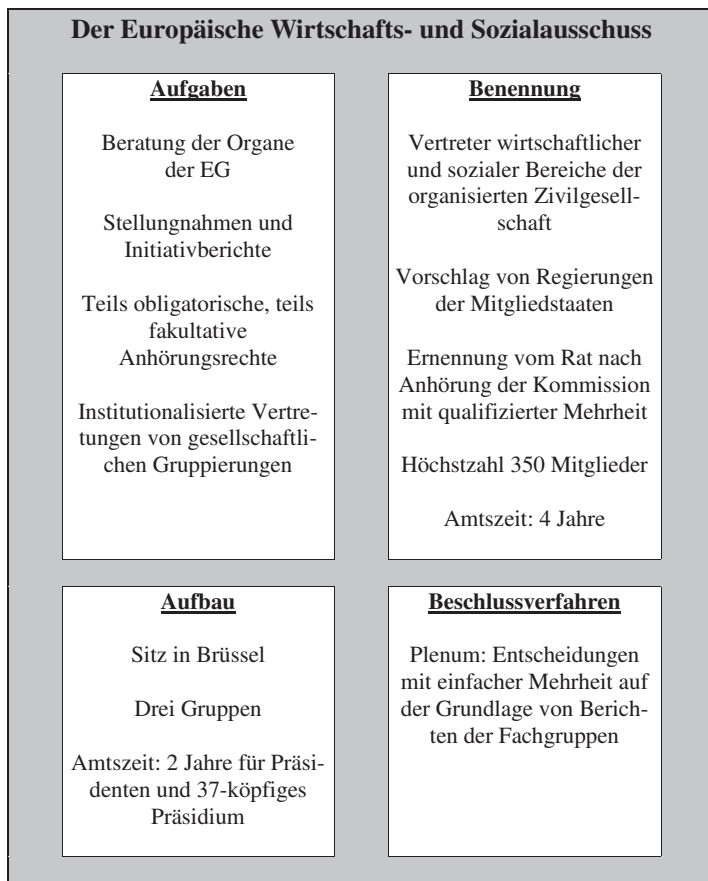 Der Europäische Wirtschafts- und Sozialausschuss
Aufgaben
Beratung der Organe
der EG
Stellungnahmen und
Initiativberichte
Teils obligatorische, teils
fakultative
Anhörungsrechte
Institutionalisierte Vertre-
tungen von gesellschaftli-
chen Gruppierungen
Benennung
Vertreter wirtschaftlicher
und sozialer Bereiche der
organisierten Zivilgesell-
schaft
Vorschlag von Regierungen
der Mitgliedstaaten
Ernennung vom Rat nach
Anhörung der Kommission
mit qualifizierter Mehrheit
Höchstzahl 350 Mitglieder
Amtszeit: 4 Jahre
Aufbau
Sitz in Brüssel
Drei Gruppen
Amtszeit: 2 Jahre für Präsi-
denten und 37-köpfiges
Präsidium
Beschlussverfahren
Plenum: Entscheidungen
mit einfacher Mehrheit auf
der Grundlage von Berich-
ten der Fachgruppen